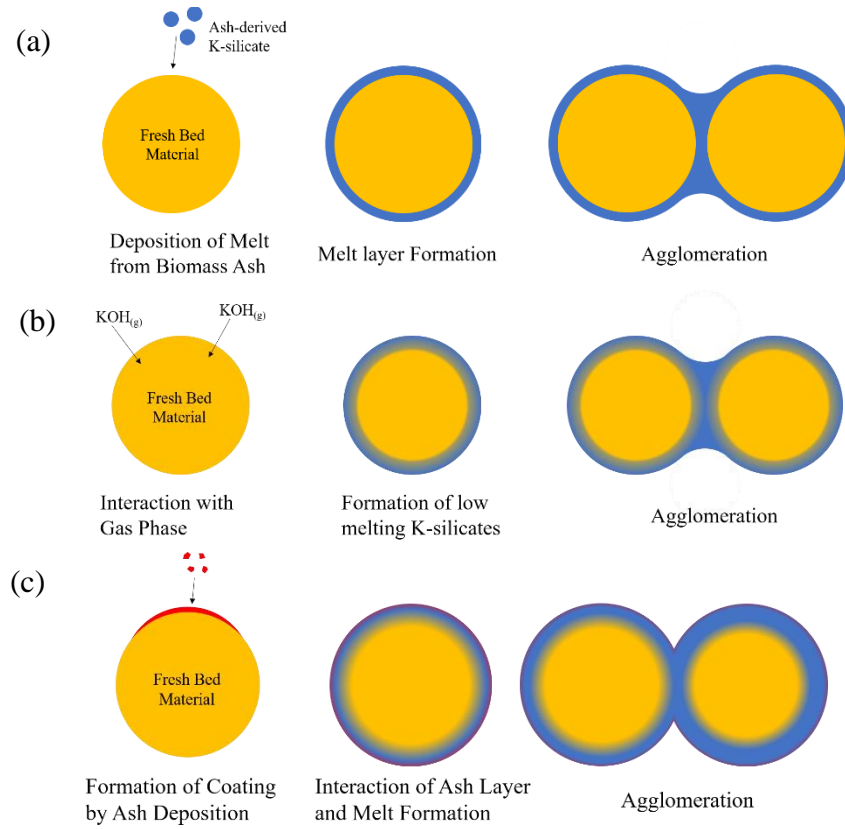 (a)
Ash-derived
K-silicate
Fresh Bed
Material
Deposition of Melt
from Biomass Ash
Melt layer Formation
Agglomeration
(b)
KOH(g)
KOH(g)
Fresh Bed
Material
Interaction with
Gas Phase
Formation of low
melting K-silicates
Agglomeration
(c)
Fresh Bed
Material
Formation of Coating
by Ash Deposition
Interaction of Ash Layer
and Melt Formation
Agglomeration